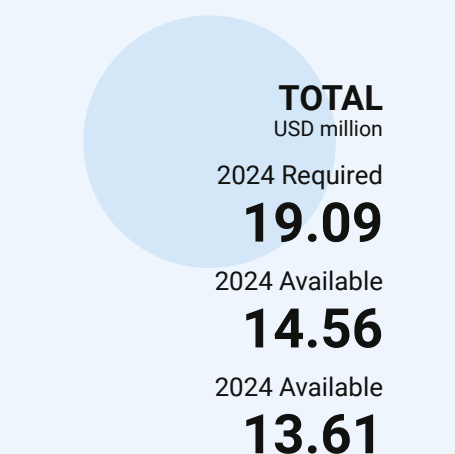 TOTAL
USD million
2024 Required
19.09
2024 Available
14.56
2024 Available
13.61